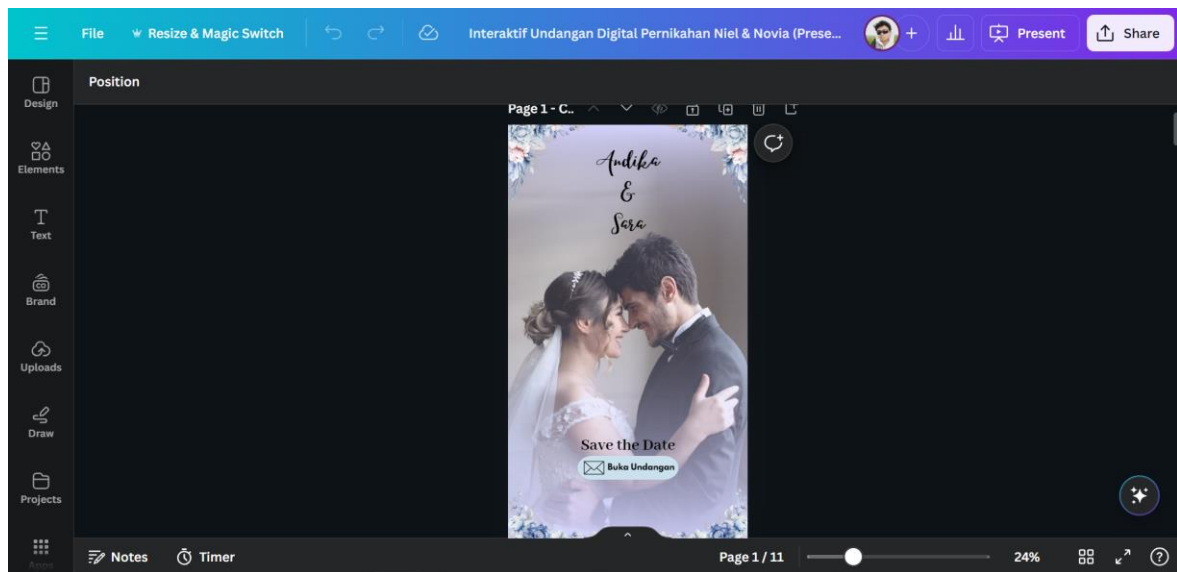 File
Resize & Magic Switch
Interaktif Undangan Digital Pernikahan Niel & Novia (Prese...
+
Present
Share
Position
Design
Elements
Text
Brand
Uploads
Draw
Projects
Apps
Page 1 - C..
Andika
&
Sara
Save the Date
Buka Undangan
Notes
Timer
Page 1 / 11
24%